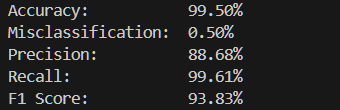 Accuracy: 99.50%
Misclassification: 0.50%
Precision: 88.68%
Recall: 99.61%
F1 Score: 93.83%